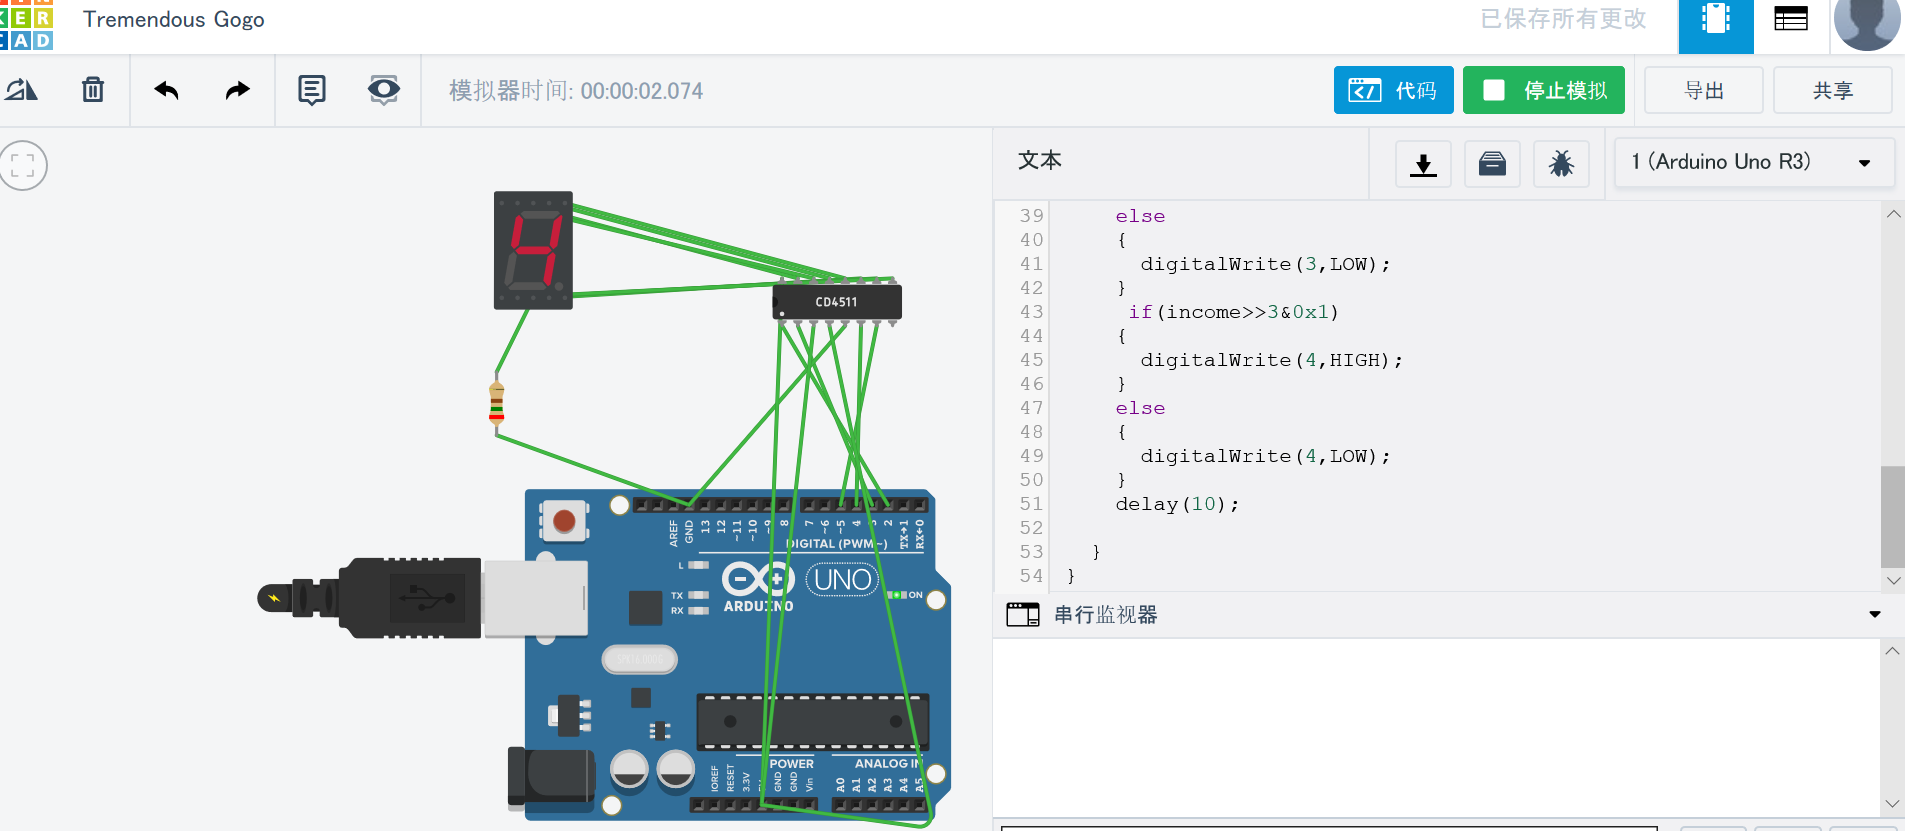 Tremendous Gogo
已保存所有更改
ER
AD
模拟器时间: 00:00:02.074
代码
停止模拟
导出
共享
文本
1 (Arduino Uno R3)
39 else
40 {
41 digitalWrite(3,LOW);
42 }
43 if(income>>3&0x1)
44 {
45 digitalWrite(4,HIGH);
46 }
47 else
48 {
49 digitalWrite(4,LOW);
50 }
51 delay(10);
52
53 }
54 }
串行监视器
CD4511
AREF
GND
13
12
~11
~10
~9
8
7
~6
~5
4
2
TX→1
RX←0
DIGITAL (PWM~)
L
TX
RX
UNO
ARDUINO
ON
IOREF
RESET
3.3V
GND
GND
Vin
POWER
ANALOG IN
A0
A1
A2
A3
A4
A5